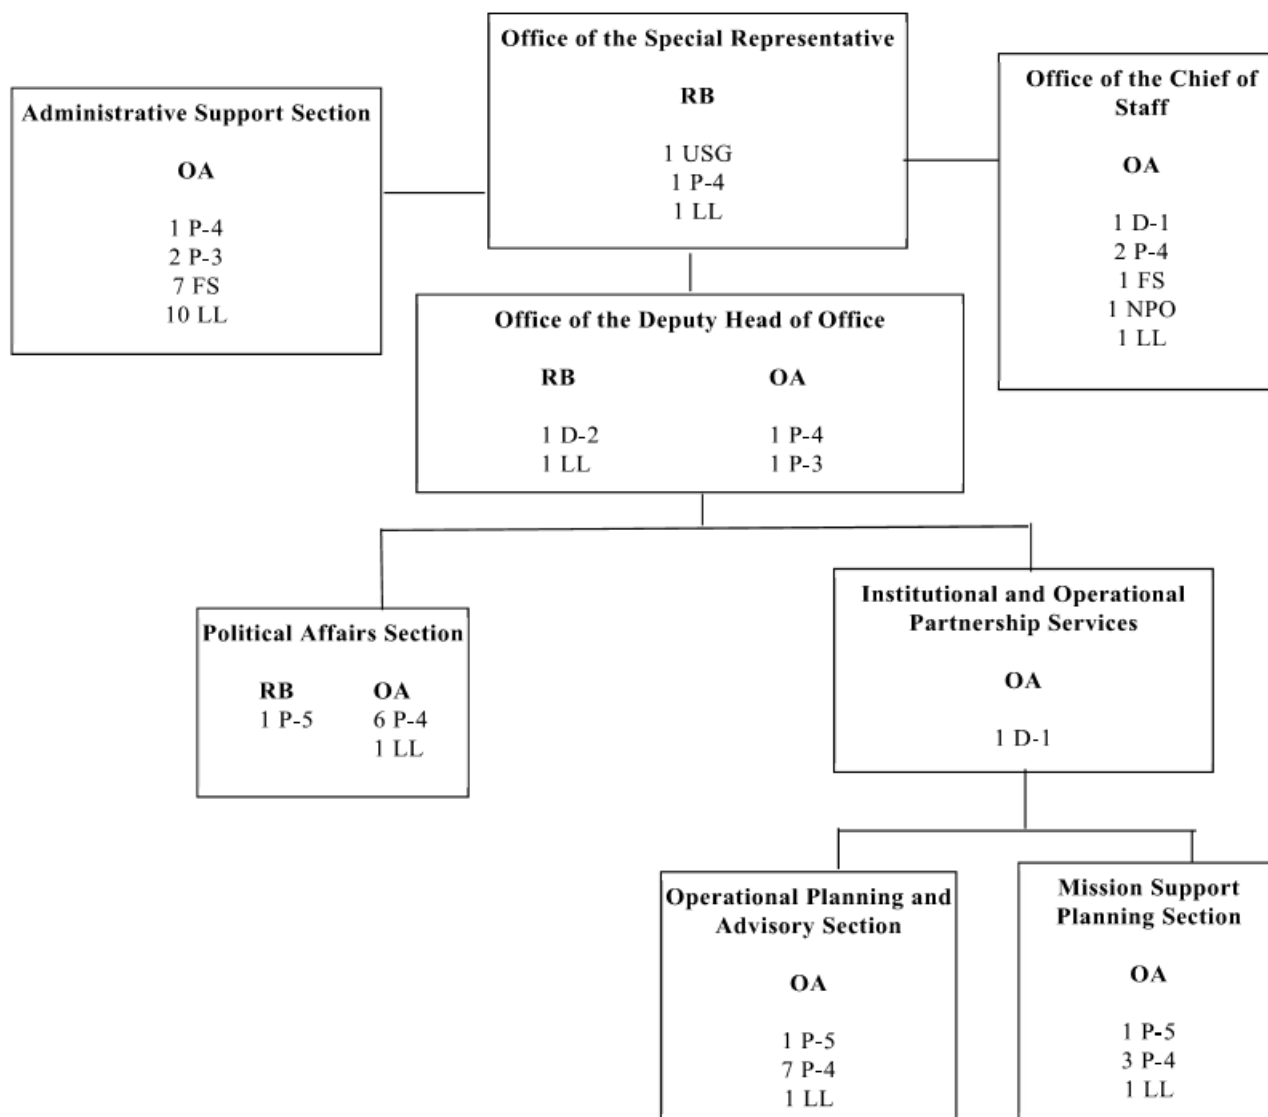 Office of the Special Representative
RB
1 USG
1 P-4
1 LL
Administrative Support Section
OA
1 P-4
2 P-3
7 FS
10 LL
Office of the Chief of
Staff
OA
1 D-1
2 P-4
1 FS
1 NPO
1 LL
Office of the Deputy Head of Office
RB OA
1 D-2 1 P-4
1 LL 1 P-3
Political Affairs Section
RB OA
1 P-5 6 P-4
1 LL
Institutional and Operational
Partnership Services
OA
1 D-1
Operational Planning and
Advisory Section
OA
1 P-5
7 P-4
1 LL
Mission Support
Planning Section
OA
1 P-5
3 P-4
1 LL